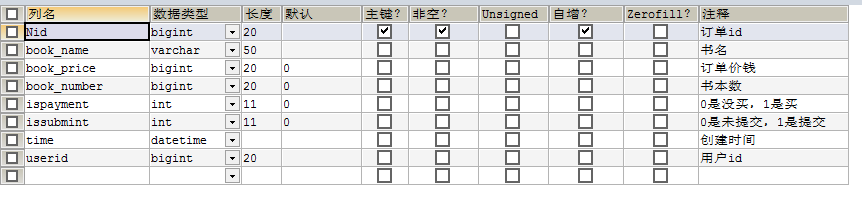 列名 数据类型 长度 默认 主键? 非空? Unsigned 自增? Zerofill? 注释
Nid bigint 20 订单id
book_name varchar 50 书名
book_price bigint 20 0 订单价钱
book_number bigint 20 0 书本数
ispayment int 11 0 0是没买，1是买
issubmint int 11 0 0是未提交，1是提交
time datetime 创建时间
userid bigint 20 用户id